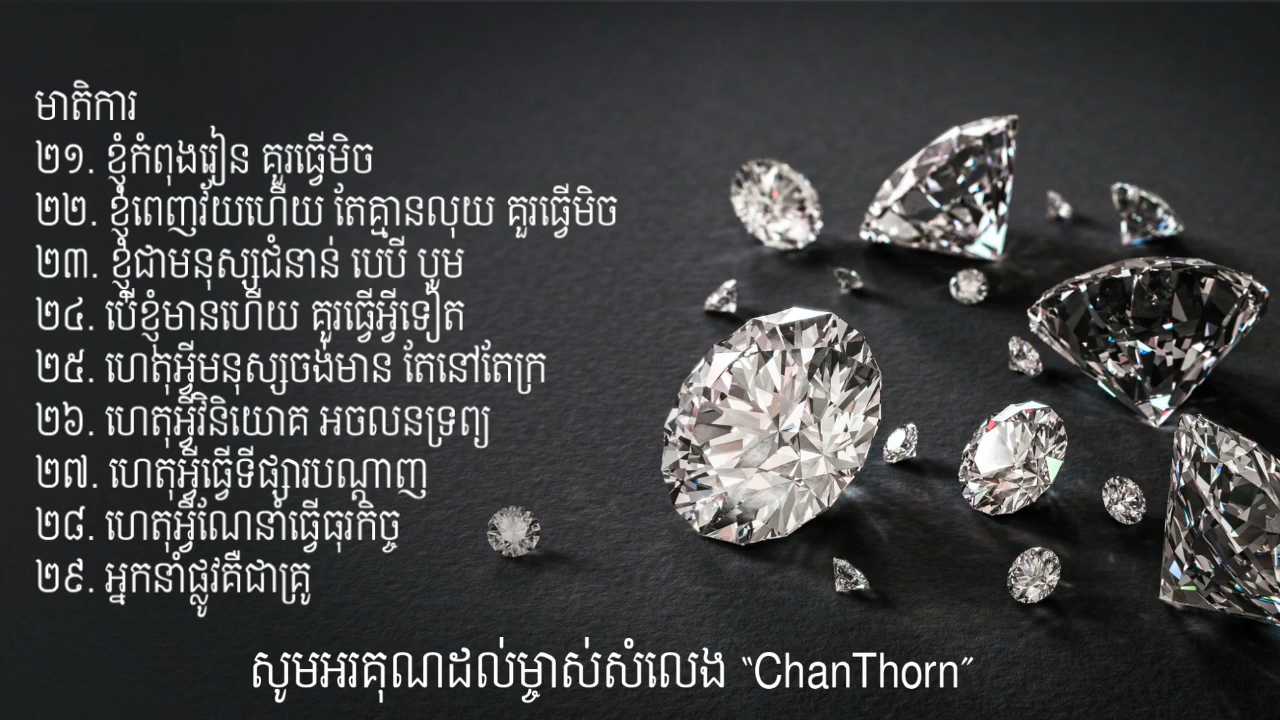 មាតិការ
២១. ខ្ញុំកំពុងរៀន គួរធ្វើមិច
២២. ខ្ញុំពេញវ័យហើយ តែគ្មានលុយ គួរធ្វើមិច
២៣. ខ្ញុំជាមនុស្សជំនាន់ បេបី ប៊ូម
២៤. បើខ្ញុំមានហើយ គួរធ្វើអ្វីទៀត
២៥. ហេតុអ្វីមនុស្សចង់មាន តែនៅតែក្រ
២៦. ហេតុអ្វីវិនិយោគ អចលនទ្រព្យ
២៧. ហេតុអ្វីធ្វើទីផ្សារបណ្តាញ
២៨. ហេតុអ្វីណែនាំធ្វើធុរកិច្ច
២៩. អ្នកនាំផ្លូវគឺជាគ្រូ
សូមអរគុណដល់ម្ចាស់សំលេង “ChanThorn”